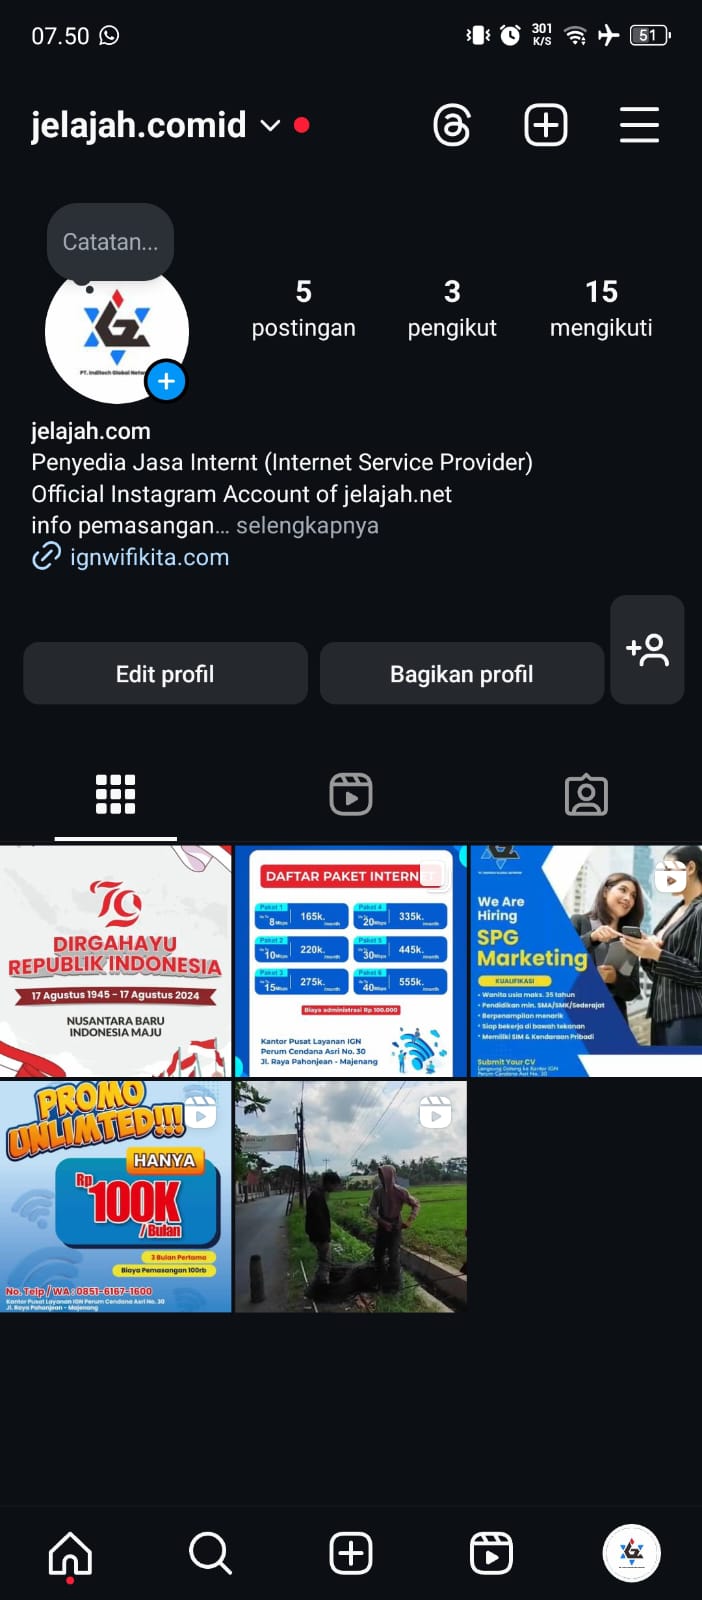 07.50
301
K/S
51
jelajah.comid
Catatan...
PT. Inditech Global Netw
5
postingan
3
pengikut
15
mengikuti
jelajah.com
Penyedia Jasa Internt (Internet Service Provider)
Official Instagram Account of jelajah.net
info pemasangan... selengkapnya
ignwifikita.com
Edit profil
Bagikan profil
79
DIRGAHAYU
REPUBLIK INDONESIA
17 Agustus 1945 - 17 Agustus 2024
NUSANTARA BARU
INDONESIA MAJU
DAFTAR PAKET INTERN
Paket 1
8Mbps
165k.
/month
Paket 4
20Mbps
335k.
/month
Paket 2
10Mbps
220k.
/month
Paket 5
30Mbps
445k.
/month
Paket 3
15Mbps
275k.
/month
Paket 6
40Mbps
555k.
/month
Biaya administrasi Rp 100.000
Kantor Pusat Layanan IGN
Perum Cendana Asri No. 30
Jl. Raya Pahonjean - Majenang
We Are
Hiring
SPG
Marketing
KUALIFIKASI
• Wanita usia maks. 35 tahun
• Pendidikan min. SMA/SMK/Sederajat
• Berpenampilan menarik
• Siap bekerja di bawah tekanan
• Memiliki SIM & Kendaraan Pribadi
Submit Your CV
Langsung Datang ke Kantor IGN
Perum Cendana Asri No. 30
PROMO
UNLIMTED!!!
HANYA
Rp
100K
/Bulan
3 Bulan Pertama
Biaya Pemasangan 100rb
No. Telp / WA : 0851-6167-1600
Kantor Pusat Layanan IGN Perum Cendana Asri No. 30
Jl. Raya Pahonjean - Majenang